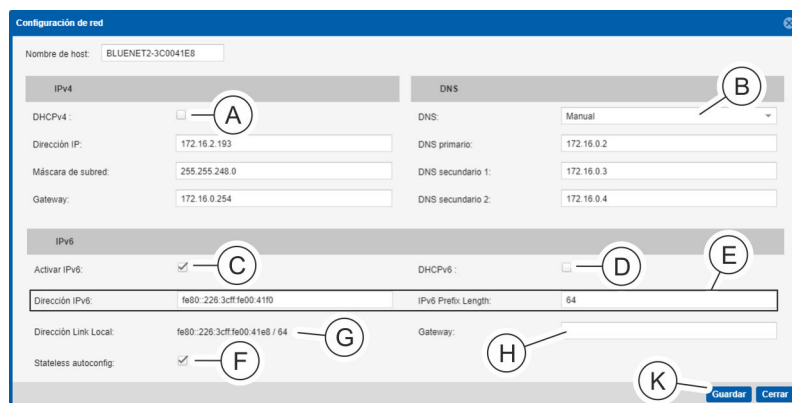 Configuración de red
Nombre de host: BLUENET2-3C0041E8
IPv4 DNS
DHCPv4 : A DNS: Manual B
Dirección IP: 172.16.2.193 DNS primario: 172.16.0.2
Máscara de subred: 255.255.248.0 DNS secundario 1: 172.16.0.3
Gateway: 172.16.0.254 DNS secundario 2: 172.16.0.4
IPv6
Activar IPv6: C DHCPv6 : D E
Dirección IPv6: fe80::226:3cff:fe00:41f0 IPv6 Prefix Length: 64
Dirección Link Local: fe80::226:3cff:fe00:41e8 / 64 G Gateway: H
Stateless autoconfig: F
K Guardar Cerrar